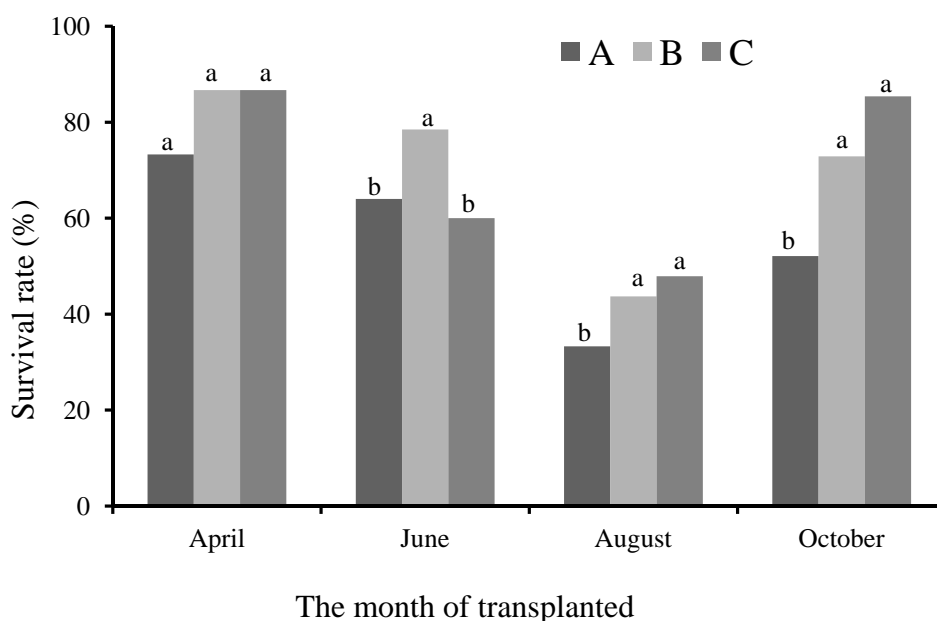 100
80
60
40
20
0
Survival rate (%)
A B C
a a a
b a b
b a a
b a a
April June August October
The month of transplanted